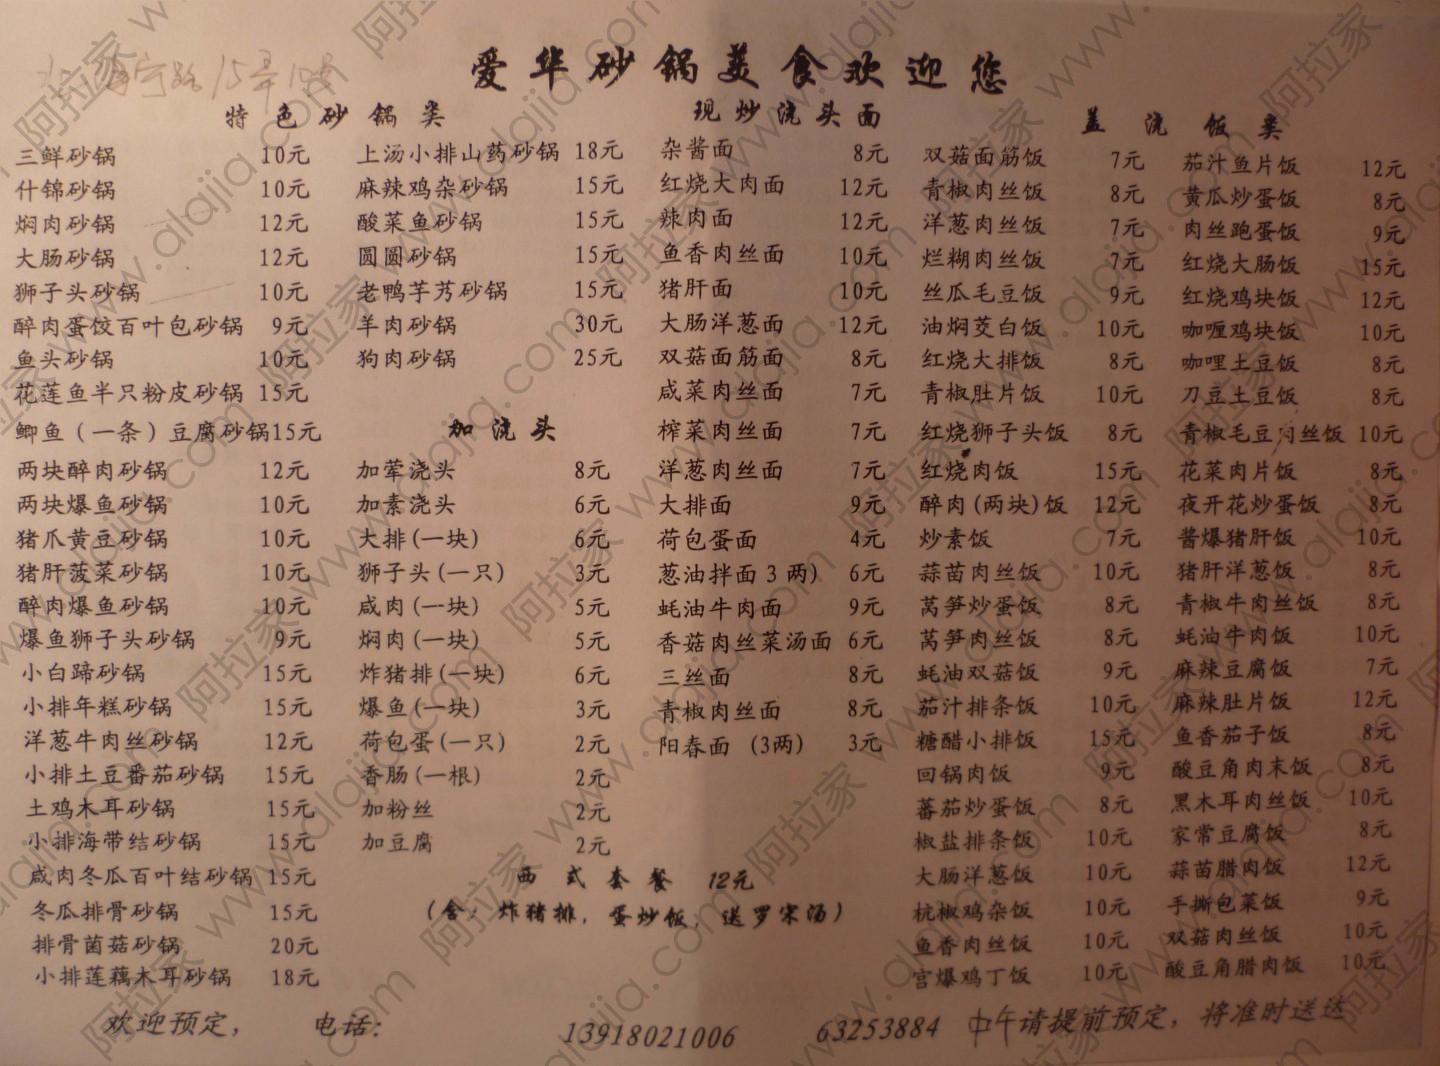 爱华砂锅美食欢迎您
路15号10号
特色砂锅类
三鲜砂锅 10元
什锦砂锅 10元
焖肉砂锅 12元
大肠砂锅 12元
狮子头砂锅 10元
醉肉蛋饺百叶包砂锅 9元
鱼头砂锅 10元
花莲鱼半只粉皮砂锅 15元
鲫鱼（一条）豆腐砂锅15元
两块醉肉砂锅 12元
两块爆鱼砂锅 10元
猪爪黄豆砂锅 10元
猪肝菠菜砂锅 10元
醉肉爆鱼砂锅 10元
爆鱼狮子头砂锅 9元
小白蹄砂锅 15元
小排年糕砂锅 15元
洋葱牛肉丝砂锅 12元
小排土豆番茄砂锅 15元
土鸡木耳砂锅 15元
小排海带结砂锅 15元
咸肉冬瓜百叶结砂锅 15元
冬瓜排骨砂锅 15元
排骨菌菇砂锅 20元
小排莲藕木耳砂锅 18元
上汤小排山药砂锅 18元
麻辣鸡杂砂锅 15元
酸菜鱼砂锅 15元
圆圆砂锅 15元
老鸭芋艿砂锅 15元
羊肉砂锅 30元
狗肉砂锅 25元
加浇头
加荤浇头 8元
加素浇头 6元
大排(一块) 6元
狮子头(一只) 3元
咸肉(一块) 5元
焖肉(一块) 5元
炸猪排(一块) 6元
爆鱼(一块) 3元
荷包蛋(一只) 2元
香肠(一根) 2元
加粉丝 2元
加豆腐 2元
西式套餐 12元
（含：炸猪排，蛋炒饭，送罗宋汤）
现炒浇头面
杂酱面 8元
红烧大肉面 12元
辣肉面 12元
鱼香肉丝面 10元
猪肝面 10元
大肠洋葱面 12元
双菇面筋面 8元
咸菜肉丝面 7元
榨菜肉丝面 7元
洋葱肉丝面 7元
大排面 9元
荷包蛋面 4元
葱油拌面3两) 6元
蚝油牛肉面 9元
香菇肉丝菜汤面 6元
三丝面 8元
青椒肉丝面 8元
阳春面（3两） 3元
盖浇饭类
双菇面筋饭 7元
青椒肉丝饭 8元
洋葱肉丝饭 7元
烂糊肉丝饭 7元
丝瓜毛豆饭 9元
油焖茭白饭 10元
红烧大排饭 8元
青椒肚片饭 10元
红烧狮子头饭 8元
红烧肉饭 15元
醉肉(两块)饭 12元
炒素饭 7元
蒜苗肉丝饭 10元
莴笋炒蛋饭 8元
莴笋肉丝饭 8元
蚝油双菇饭 9元
茄汁排条饭 10元
糖醋小排饭 15元
回锅肉饭 9元
蕃茄炒蛋饭 8元
椒盐排条饭 10元
大肠洋葱饭 10元
杭椒鸡杂饭 10元
鱼香肉丝饭 10元
宫爆鸡丁饭 10元
茄汁鱼片饭 12元
黄瓜炒蛋饭 8元
肉丝跑蛋饭 9元
红烧大肠饭 15元
红烧鸡块饭 12元
咖喱鸡块饭 10元
咖哩土豆饭 8元
刀豆土豆饭 8元
青椒毛豆肉丝饭 10元
花菜肉片饭 8元
夜开花炒蛋饭 8元
酱爆猪肝饭 10元
猪肝洋葱饭 8元
青椒牛肉丝饭 8元
蚝油牛肉饭 10元
麻辣豆腐饭 7元
麻辣肚片饭 12元
鱼香茄子饭 8元
酸豆角肉末饭 8元
黑木耳肉丝饭 10元
家常豆腐饭 8元
蒜苗腊肉饭 12元
手撕包菜饭 9元
双菇肉丝饭 10元
酸豆角腊肉饭 10元
欢迎预定， 电话： 13918021006 63253884 中午请提前预定，将准时送达
阿拉家 www.alajia.com